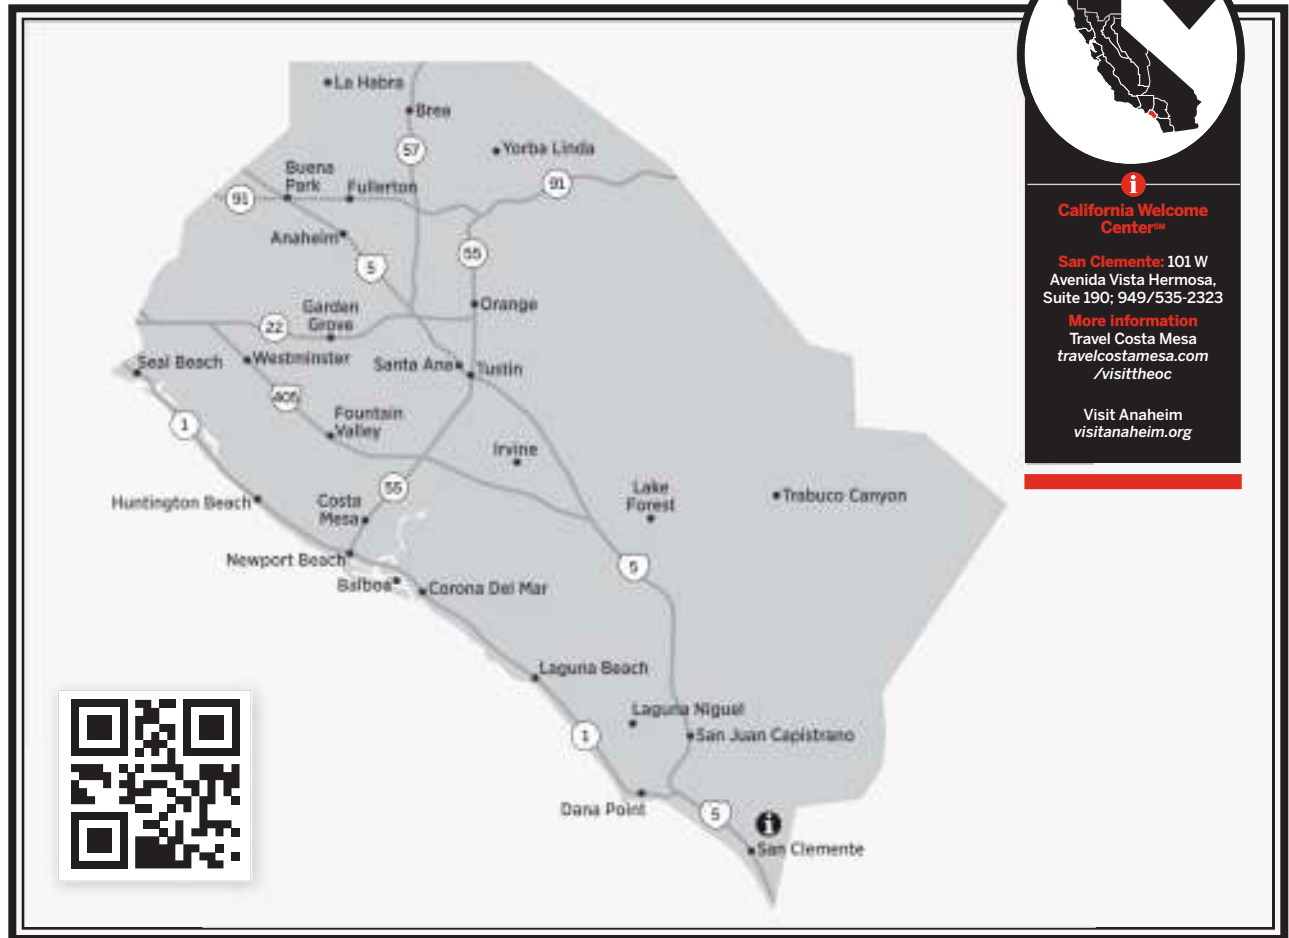 La Habra
Brea
57
Yorba Linda
Buena
Park
Fullerton
91
91
Anaheim
5
55
Garden
Grove
Orange
22
Seal Beach
Westminster
Santa Ana
Tustin
405
Fountain
Valley
1
Irvine
55
Lake
Forest
Trabuco Canyon
Huntington Beach
Costa
Mesa
Newport Beach
Balboa
Corona Del Mar
5
Laguna Beach
Laguna Niguel
1
San Juan Capistrano
Dana Point
5
i
San Clemente
i
California Welcome
Center℠
San Clemente: 101 W
Avenida Vista Hermosa,
Suite 190; 949/535-2323
More information
Travel Costa Mesa
travelcostamesa.com
/visittheoc
Visit Anaheim
visitanaheim.org